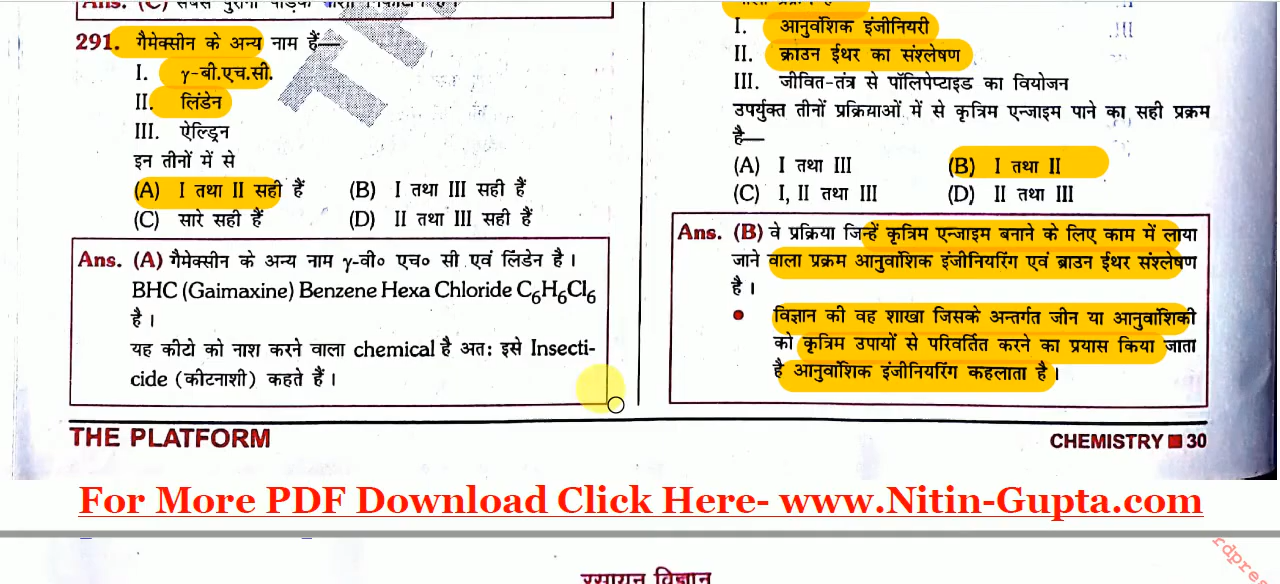 Ans. (C) सबसे पुराना
291. गैमेक्सीन के अन्य नाम हैं—
I. γ-बी.एच.सी.
II. लिंडेन
III. ऐल्ड्रिन
इन तीनों में से
(A) I तथा II सही हैं (B) I तथा III सही हैं
(C) सारे सही हैं (D) II तथा III सही हैं
Ans. (A) गैमेक्सीन के अन्य नाम γ-वी० एच० सी एवं लिंडेन है।
BHC (Gaimaxine) Benzene Hexa Chloride C6H6Cl6
है।
यह कीटो को नाश करने वाला chemical है अत: इसे Insecti-
cide (कीटनाशी) कहते हैं।
I. आनुवांशिक इंजीनियरी
II. क्राउन ईथर का संश्लेषण
III. जीवित-तंत्र से पॉलिपेप्टाइड का वियोजन
उपर्युक्त तीनों प्रक्रियाओं में से कृत्रिम एन्जाइम पाने का सही प्रक्रम
है—
(A) I तथा III (B) I तथा II
(C) I, II तथा III (D) II तथा III
Ans. (B) वे प्रक्रिया जिन्हें कृत्रिम एन्जाइम बनाने के लिए काम में लाया
जाने वाला प्रक्रम आनुवांशिक इंजीनियरिंग एवं ब्राउन ईथर संश्लेषण
है।
● विज्ञान की वह शाखा जिसके अन्तर्गत जीन या आनुवांशिकी
को कृत्रिम उपायों से परिवर्तित करने का प्रयास किया जाता
है आनुवांशिक इंजीनियरिंग कहलाता है।
THE PLATFORM
CHEMISTRY ■ 30
For More PDF Download Click Here- www.Nitin-Gupta.com
रसायन विज्ञान